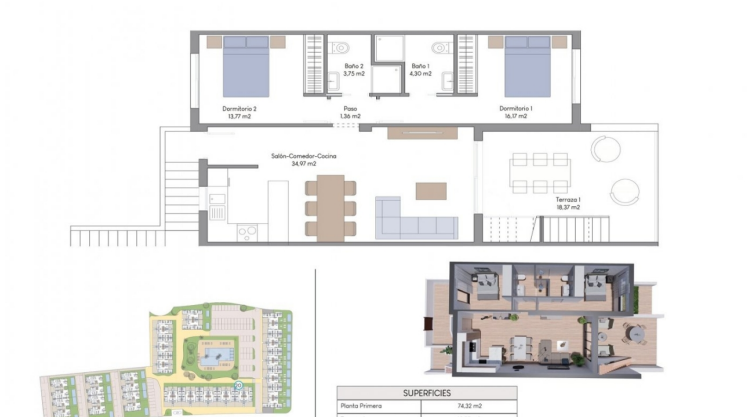 Baño 2
3,75 m2
Baño 1
4,30 m2
Dormitorio 2
13,77 m2
Paso
1,36 m2
Dormitorio 1
16,17 m2
Salón-Comedor-Cocina
34,97 m2
Terraza 1
18,37 m2
SUPERFICIES
Planta Primera 74,32 m2